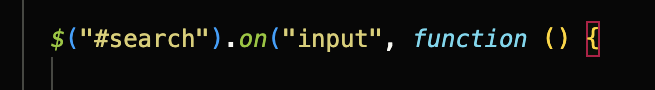 $("#search").on("input", function () {